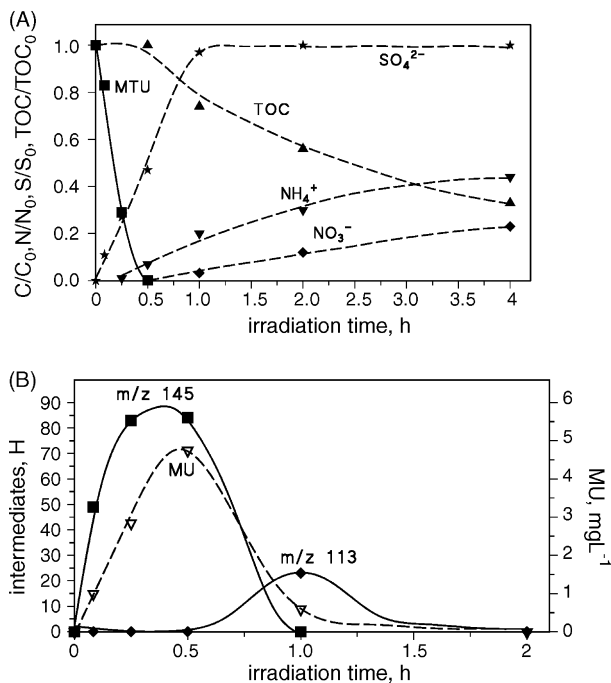 (A)
C/C₀, N/N₀, S/S₀, TOC/TOC₀
1.0
0.8
0.6
0.4
0.2
0.0
MTU
SO₄²⁻
TOC
NH₄⁺
NO₃⁻
0 0.5 1.0 1.5 2.0 2.5 3.0 3.5 4
irradiation time, h
(B)
intermediates, H
90
80
70
60
50
40
30
20
10
0
m/z 145
MU
m/z 113
6
5
4
3
2
1
0
MU, mgL⁻¹
0 0.5 1.0 1.5 2
irradiation time, h